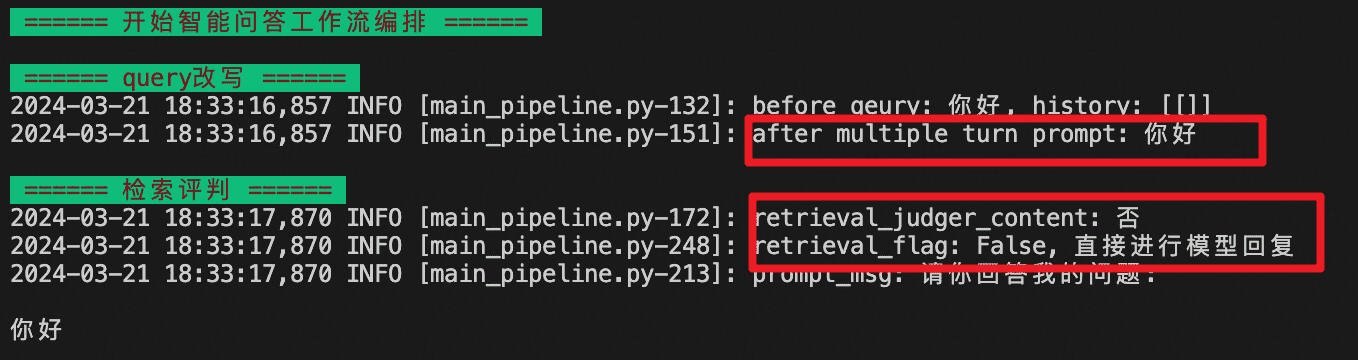 ====== 开始智能问答工作流编排 ======
====== query改写 ======
2024-03-21 18:33:16,857 INFO [main_pipeline.py-132]: before qeury: 你好, history: [[]]
2024-03-21 18:33:16,857 INFO [main_pipeline.py-151]: after multiple turn prompt: 你好
====== 检索评判 ======
2024-03-21 18:33:17,870 INFO [main_pipeline.py-172]: retrieval_judger_content: 否
2024-03-21 18:33:17,870 INFO [main_pipeline.py-248]: retrieval_flag: False, 直接进行模型回复
2024-03-21 18:33:17,870 INFO [main_pipeline.py-213]: prompt_msg: 请你回答我的问题:
你好